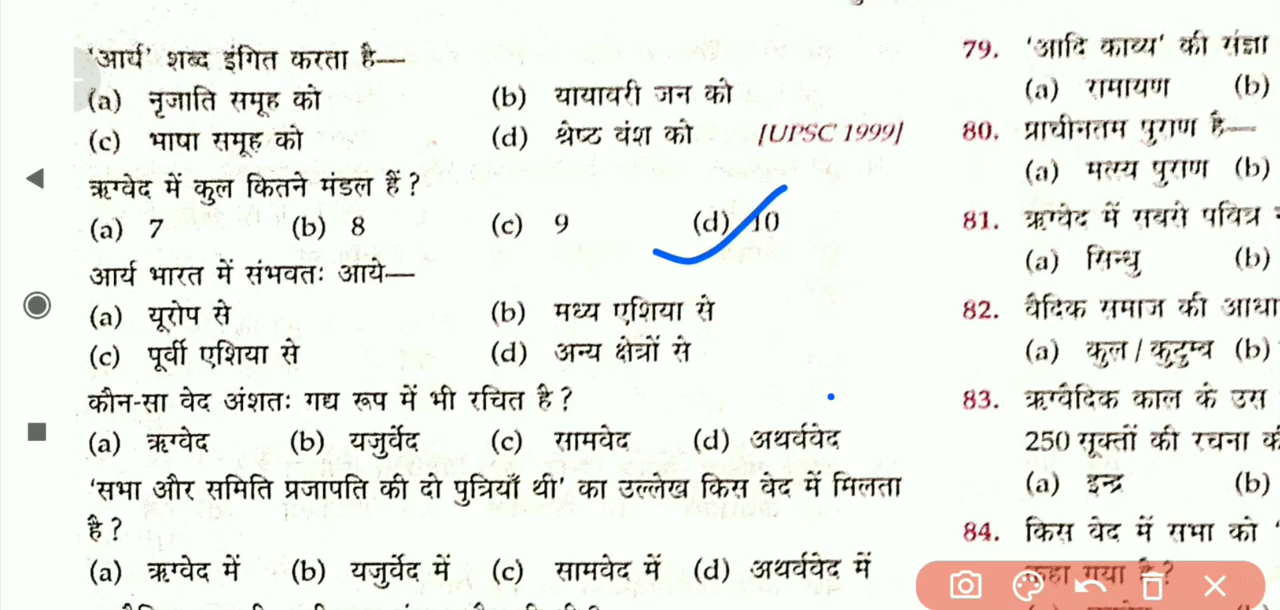 'आर्य' शब्द इंगित करता है—
(a) नृजाति समूह को (b) यायावरी जन को
(c) भाषा समूह को (d) श्रेष्ठ वंश को [UPSC 1999]
ऋग्वेद में कुल कितने मंडल हैं ?
(a) 7 (b) 8 (c) 9 (d) 10
आर्य भारत में संभवतः आये—
(a) यूरोप से (b) मध्य एशिया से
(c) पूर्वी एशिया से (d) अन्य क्षेत्रों से
कौन-सा वेद अंशतः गद्य रूप में भी रचित है ?
(a) ऋग्वेद (b) यजुर्वेद (c) सामवेद (d) अथर्ववेद
'सभा और समिति प्रजापति की दो पुत्रियाँ थी' का उल्लेख किस वेद में मिलता
है ?
(a) ऋग्वेद में (b) यजुर्वेद में (c) सामवेद में (d) अथर्ववेद में
79. 'आदि काव्य' की संज्ञा
(a) रामायण (b)
80. प्राचीनतम पुराण है—
(a) मत्स्य पुराण (b)
81. ऋग्वेद में सबसे पवित्र
(a) सिन्धु (b)
82. वैदिक समाज की आधा
(a) कुल / कुटुम्ब (b)
83. ऋग्वैदिक काल के उस
250 सूक्तों की रचना की
(a) इन्द्र (b)
84. किस वेद में सभा को '
कहा गया है ?